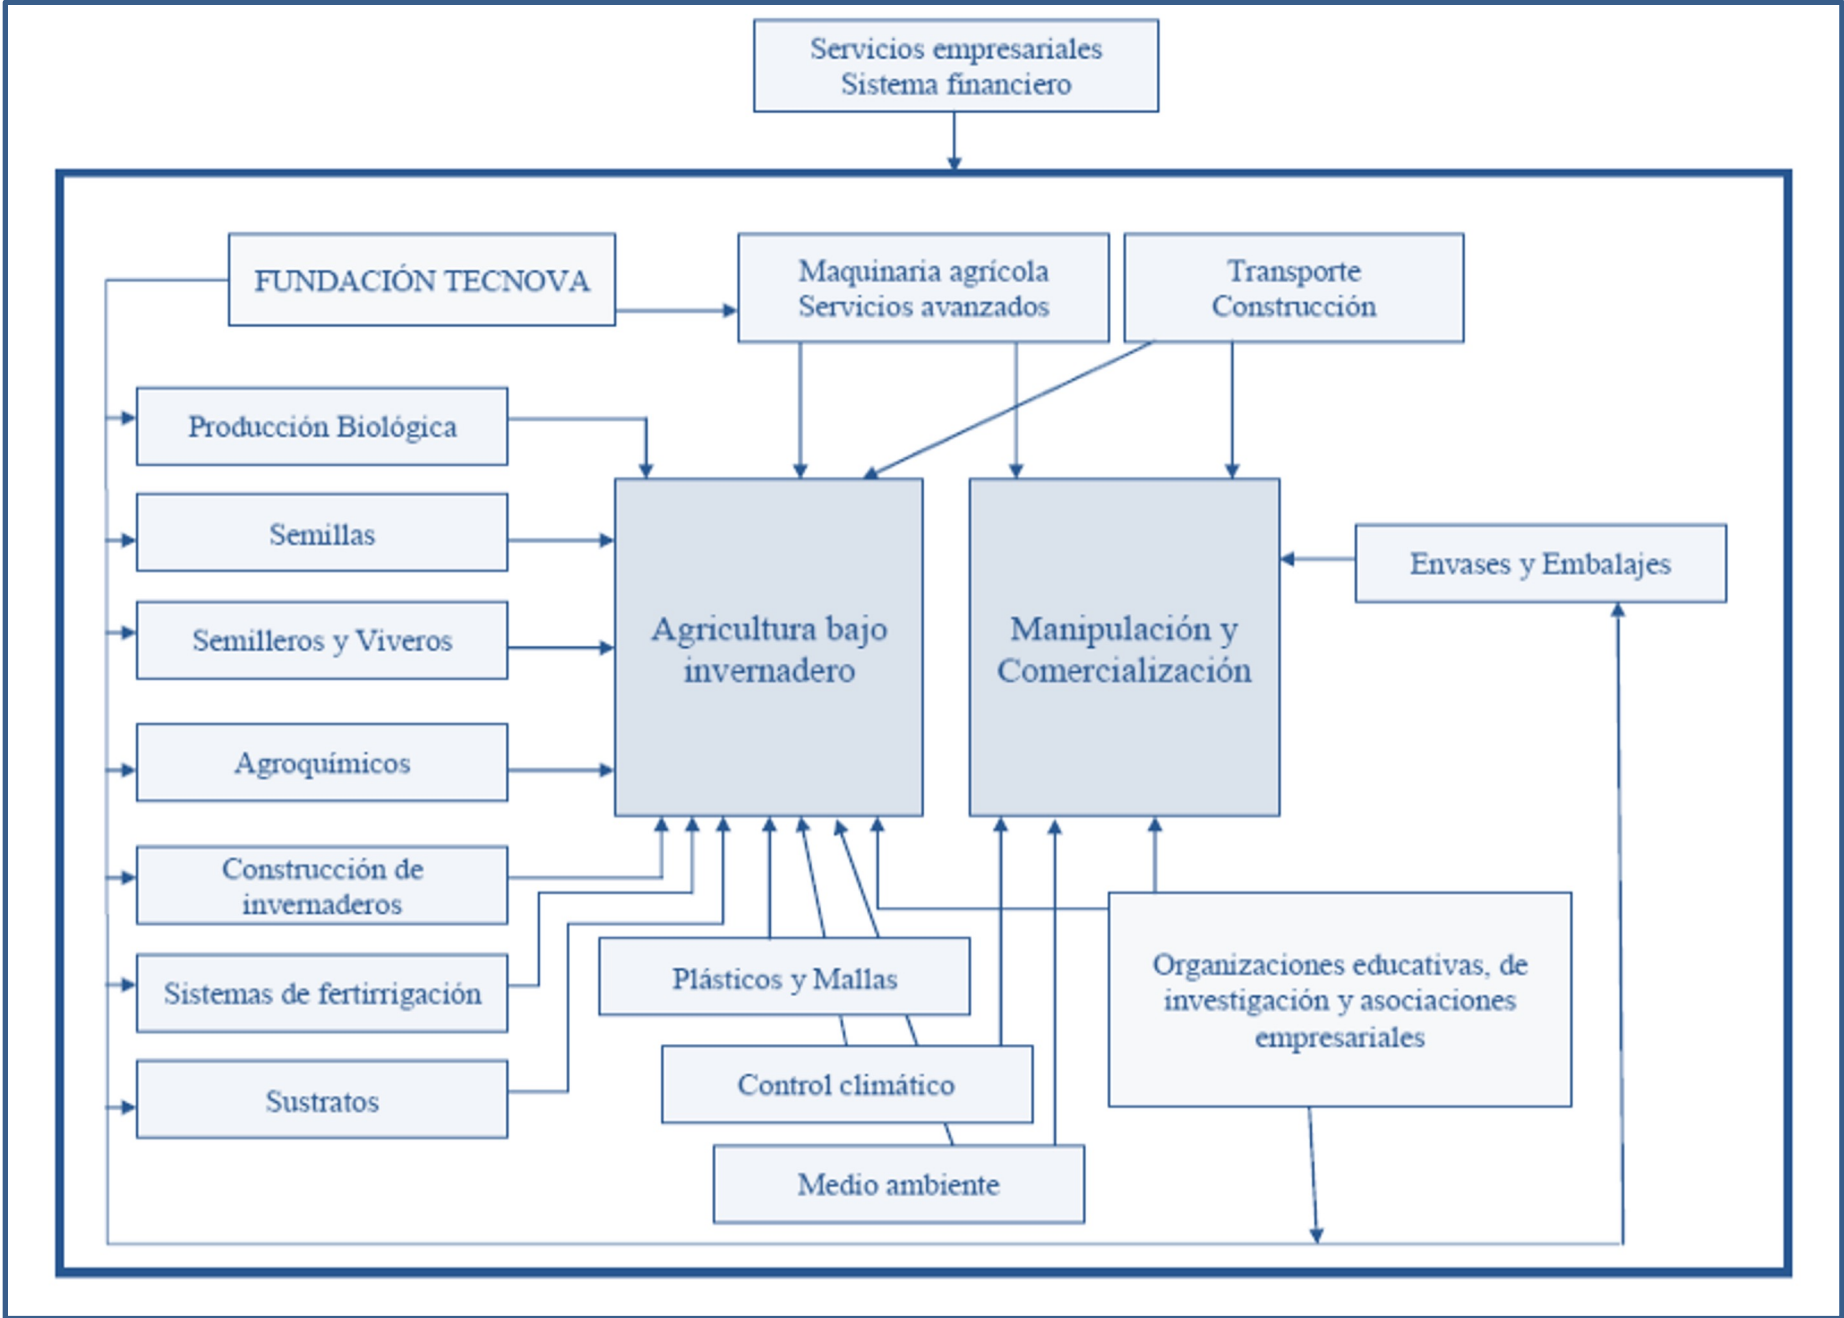 Servicios empresariales
Sistema financiero
FUNDACIÓN TECNOVA
Maquinaria agrícola
Servicios avanzados
Transporte
Construcción
Producción Biológica
Semillas
Semilleros y Viveros
Agroquímicos
Construcción de
invernaderos
Sistemas de fertirrigación
Sustratos
Agricultura bajo
invernadero
Manipulación y
Comercialización
Envases y Embalajes
Plásticos y Mallas
Control climático
Medio ambiente
Organizaciones educativas, de
investigación y asociaciones
empresariales